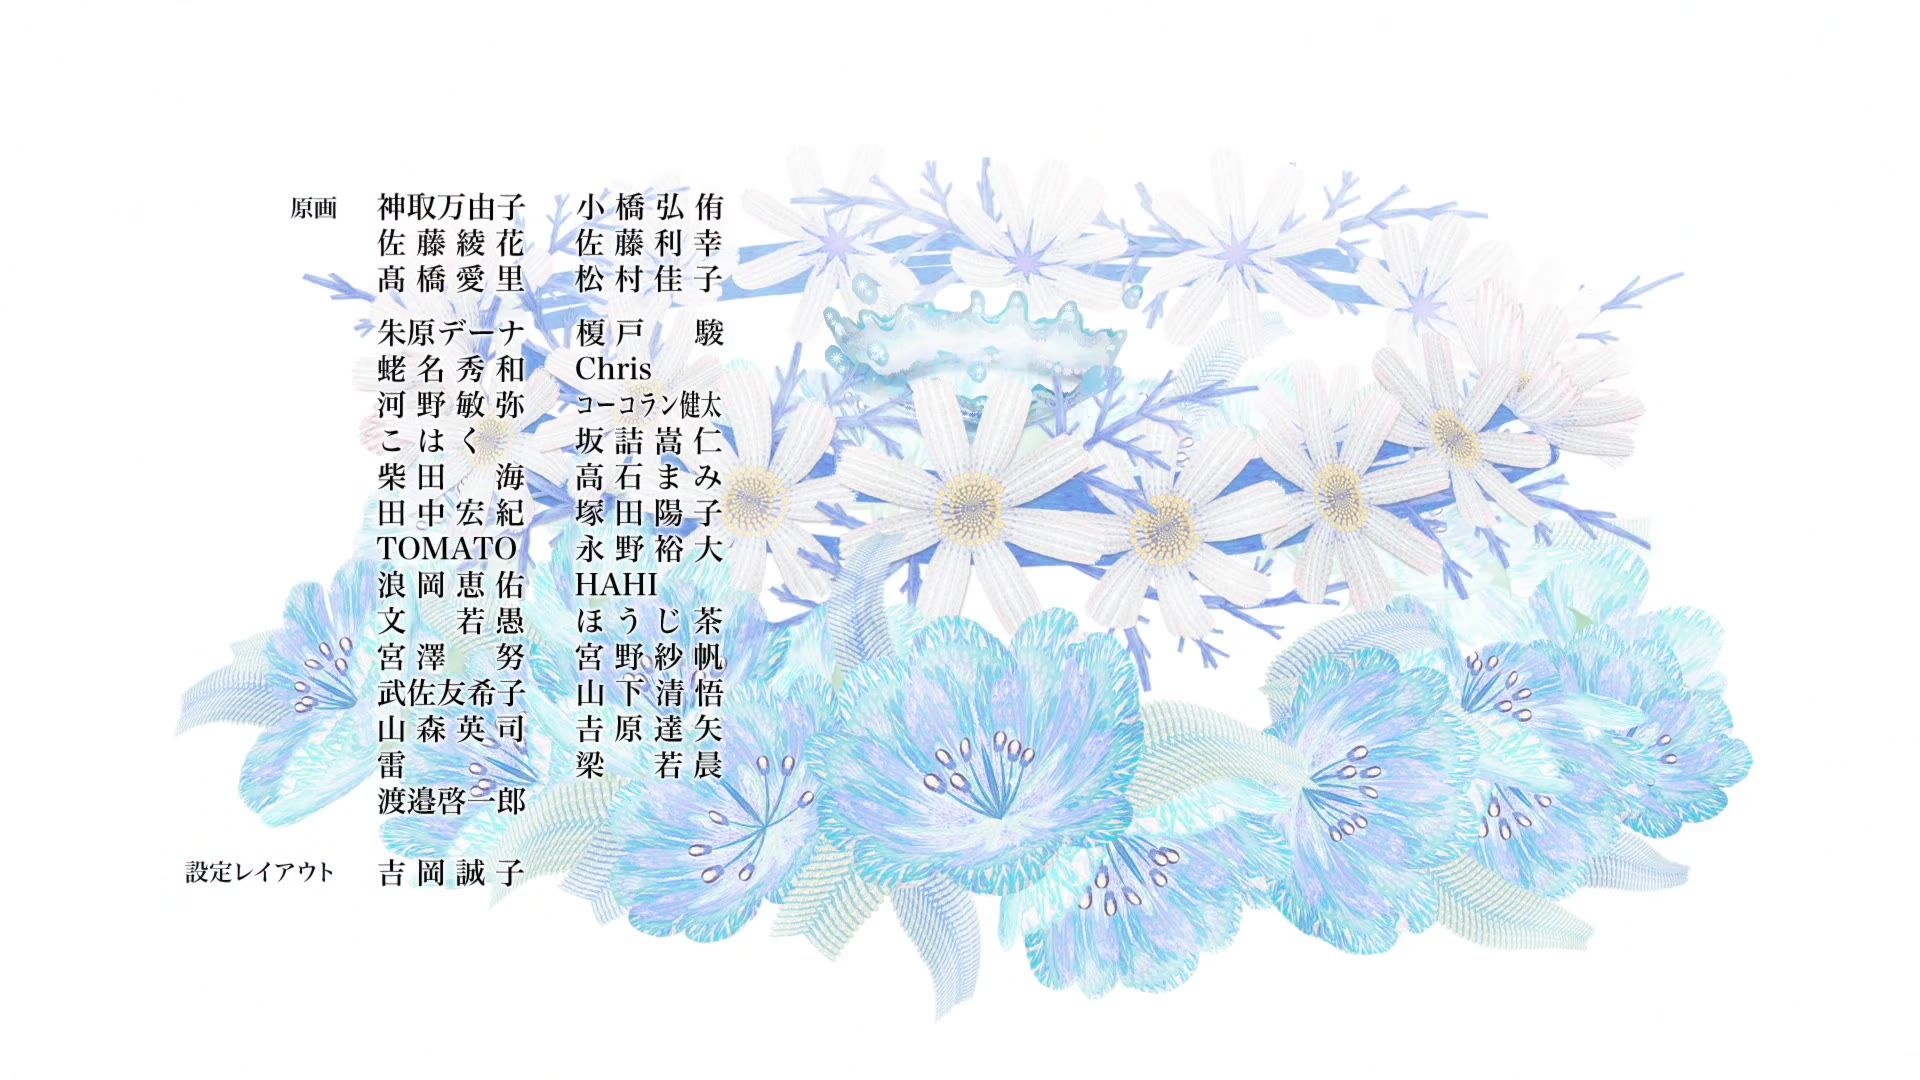 原画 神取万由子 小橋弘侑
佐藤綾花 佐藤利幸
髙橋愛里 松村佳子
朱原デーナ 榎戸駿
蛯名秀和 Chris
河野敏弥 コーコラン健太
こはく 坂詰嵩仁
柴田海 高石まみ
田中宏紀 塚田陽子
TOMATO 永野裕大
浪岡恵佑 HAHI
文若愚 ほうじ茶
宮澤努 宮野紗帆
武佐友希子 山下清悟
山森英司 𠮷原達矢
雷 梁若晨
渡邉啓一郎
設定レイアウト 吉岡誠子